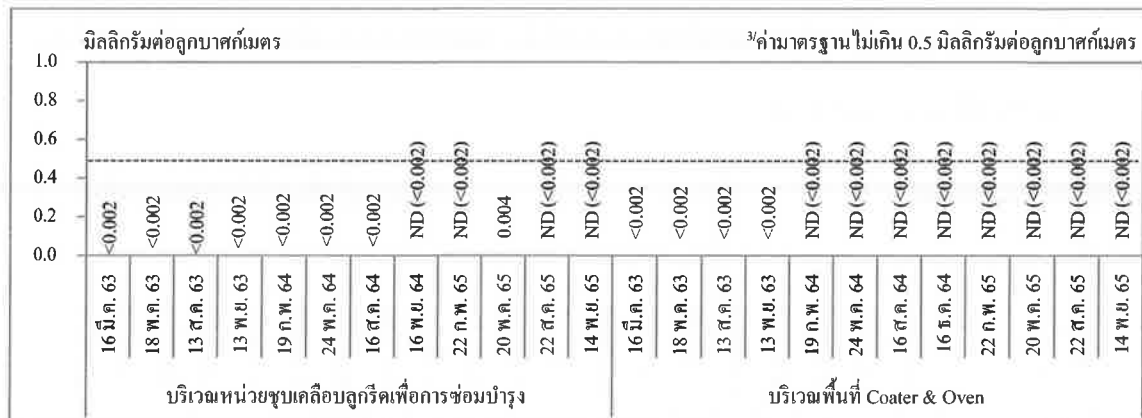 มิลลิกรัมต่อลูกบาศก์เมตร
3/ค่ามาตรฐานไม่เกิน 0.5 มิลลิกรัมต่อลูกบาศก์เมตร
1.0
0.8
0.6
0.4
0.2
0.0
<0.002
<0.002
<0.002
<0.002
<0.002
<0.002
<0.002
ND (<0.002)
ND (<0.002)
0.004
ND (<0.002)
ND (<0.002)
<0.002
<0.002
<0.002
<0.002
ND (<0.002)
ND (<0.002)
ND (<0.002)
ND (<0.002)
ND (<0.002)
ND (<0.002)
ND (<0.002)
ND (<0.002)
16 มี.ค. 63
18 พ.ค. 63
13 ส.ค. 63
13 พ.ย. 63
19 ก.พ. 64
24 พ.ค. 64
16 ส.ค. 64
16 พ.ย. 64
22 ก.พ. 65
20 พ.ค. 65
22 ส.ค. 65
14 พ.ย. 65
16 มี.ค. 63
18 พ.ค. 63
13 ส.ค. 63
13 พ.ย. 63
19 ก.พ. 64
24 พ.ค. 64
16 ส.ค. 64
16 ธ.ค. 64
22 ก.พ. 65
20 พ.ค. 65
22 ส.ค. 65
14 พ.ย. 65
บริเวณหน่วยชุบเคลือบลูกรีดเพื่อการซ่อมบำรุง
บริเวณพื้นที่ Coater & Oven